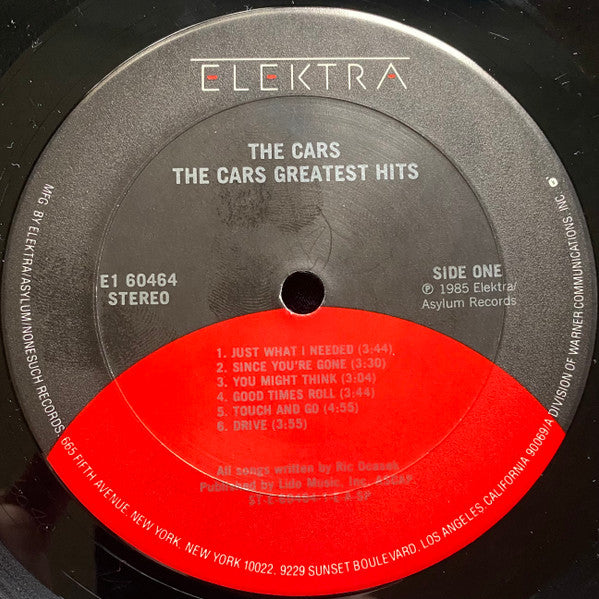 ELEKTRA
THE CARS
THE CARS GREATEST HITS
E1 60464
STEREO
SIDE ONE
℗ 1985 Elektra/
Asylum Records
1. JUST WHAT I NEEDED (3:44)
2. SINCE YOU'RE GONE (3:30)
3. YOU MIGHT THINK (3:04)
4. GOOD TIMES ROLL (3:44)
5. TOUCH AND GO (4:55)
6. DRIVE (3:55)
All songs written by Ric Ocasek
Published by Lido Music, Inc. ASCAP
MFG. BY ELEKTRA/ASYLUM/NONESUCH RECORDS, 665 FIFTH AVENUE, NEW YORK, NEW YORK 10022. 9229 SUNSET BOULEVARD, LOS ANGELES, CALIFORNIA 90069/A DIVISION OF WARNER COMMUNICATIONS, INC.